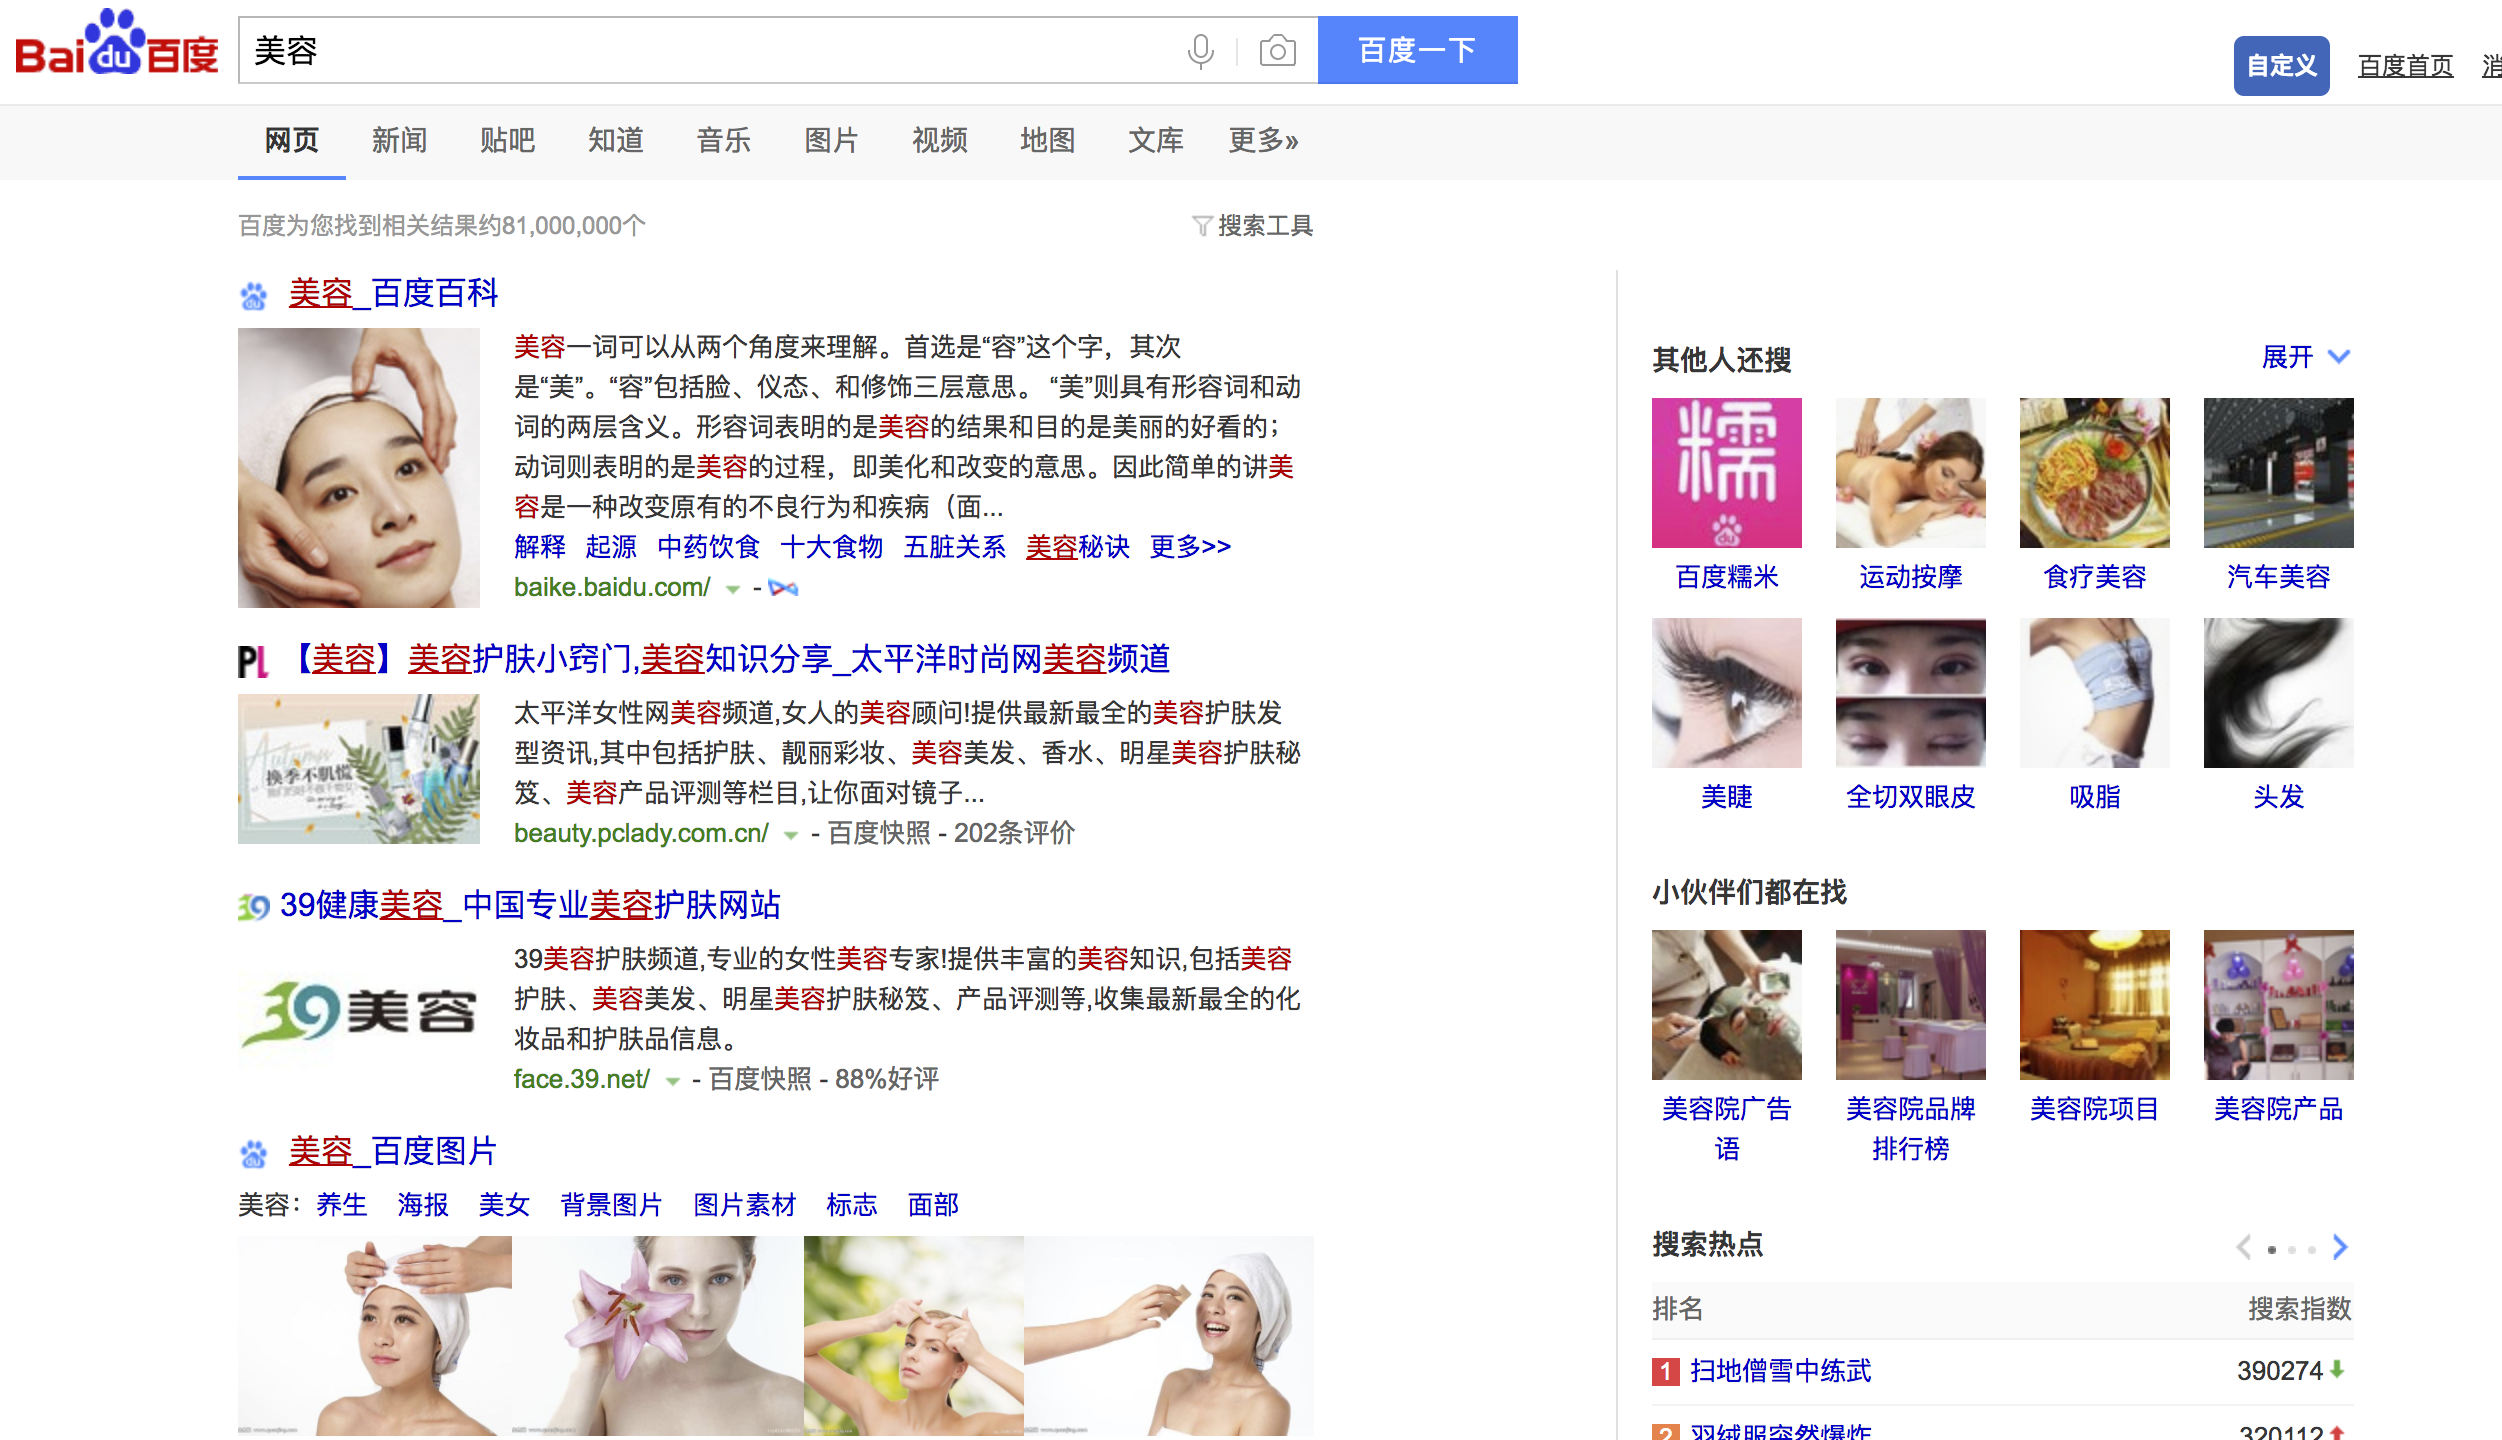 Bai du 百度
美容
百度一下
自定义 百度首页
网页 新闻 贴吧 知道 音乐 图片 视频 地图 文库 更多»
百度为您找到相关结果约81,000,000个
搜索工具
美容_百度百科
美容一词可以从两个角度来理解。首选是“容”这个字，其次
是“美”。“容”包括脸、仪态、和修饰三层意思。 “美”则具有形容词和动
词的两层含义。形容词表明的是美容的结果和目的是美丽的好看的；
动词则表明的是美容的过程，即美化和改变的意思。因此简单的讲美
容是一种改变原有的不良行为和疾病（面...
解释 起源 中药饮食 十大食物 五脏关系 美容秘诀 更多>>
baike.baidu.com/ -
PL 【美容】美容护肤小窍门,美容知识分享_太平洋时尚网美容频道
换季不肌慌
太平洋女性网美容频道,女人的美容顾问!提供最新最全的美容护肤发
型资讯,其中包括护肤、靓丽彩妆、美容美发、香水、明星美容护肤秘
笈、美容产品评测等栏目,让你面对镜子...
beauty.pclady.com.cn/ - 百度快照 - 202条评价
39 39健康美容_中国专业美容护肤网站
39美容
39美容护肤频道,专业的女性美容专家!提供丰富的美容知识,包括美容
护肤、美容美发、明星美容护肤秘笈、产品评测等,收集最新最全的化
妆品和护肤品信息。
face.39.net/ - 百度快照 - 88%好评
美容_百度图片
美容： 养生 海报 美女 背景图片 图片素材 标志 面部
其他人还搜
展开
糯
du
百度糯米 运动按摩 食疗美容 汽车美容
美睫 全切双眼皮 吸脂 头发
小伙伴们都在找
美容院广告语 美容院品牌排行榜 美容院项目 美容院产品
搜索热点
排名 搜索指数
1 扫地僧雪中练武 390274
2 羽绒服突然爆炸 320112